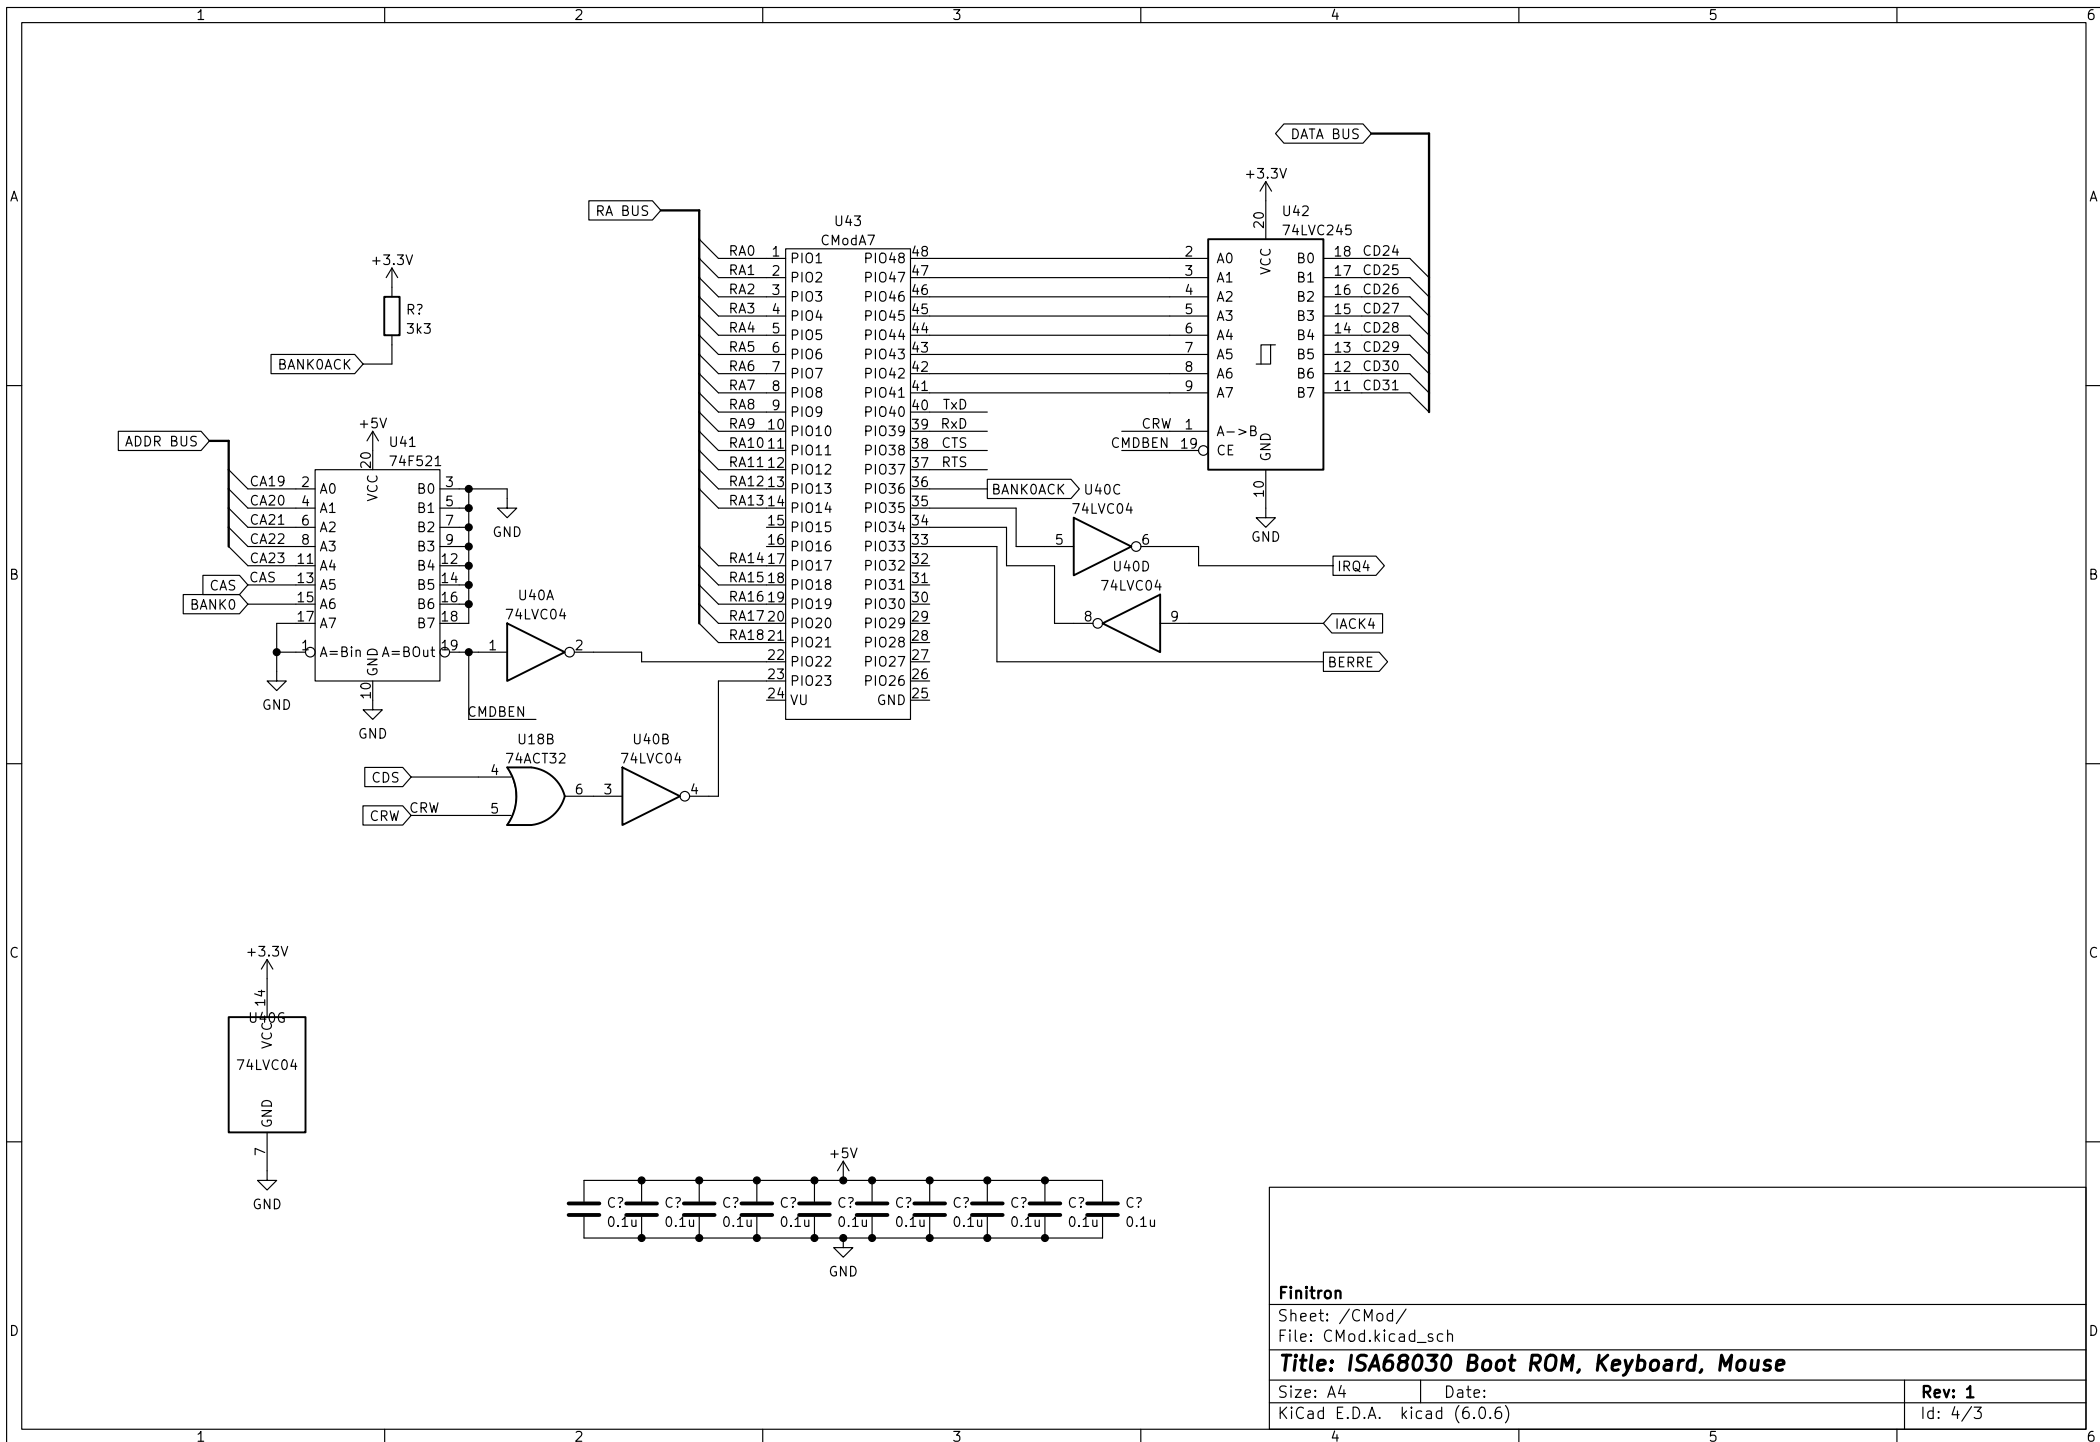 1 2 3 4 5 6
A
B
C
D
A
B
C
D
1 2 3 4 5 6
DATA BUS
+3.3V
20
U42
74LVC245
VCC
2 A0 B0 18 CD24
3 A1 B1 17 CD25
4 A2 B2 16 CD26
5 A3 B3 15 CD27
6 A4 B4 14 CD28
7 A5 B5 13 CD29
8 A6 B6 12 CD30
9 A7 B7 11 CD31
CRW 1 A->B
CMDBEN 19 CE
GND
10
GND
RA BUS
U43
CModA7
RA0 1 PIO1 PIO48 48
RA1 2 PIO2 PIO47 47
RA2 3 PIO3 PIO46 46
RA3 4 PIO4 PIO45 45
RA4 5 PIO5 PIO44 44
RA5 6 PIO6 PIO43 43
RA6 7 PIO7 PIO42 42
RA7 8 PIO8 PIO41 41
RA8 9 PIO9 PIO40 40 TxD
RA9 10 PIO10 PIO39 39 RxD
RA10 11 PIO11 PIO38 38 CTS
RA11 12 PIO12 PIO37 37 RTS
RA12 13 PIO13 PIO36 36 BANK0ACK
RA13 14 PIO14 PIO35 35
15 PIO15 PIO34 34
16 PIO16 PIO33 33
RA14 17 PIO17 PIO32 32
RA15 18 PIO18 PIO31 31
RA16 19 PIO19 PIO30 30
RA17 20 PIO20 PIO29 29
RA18 21 PIO21 PIO28 28
22 PIO22 PIO27 27
23 PIO23 PIO26 26
24 VU GND 25
U40C
74LVC04
5 6
IRQ4
U40D
74LVC04
8 9
IACK4
BERRE
+3.3V
R?
3k3
BANK0ACK
ADDR BUS
+5V
20
U41
74F521
VCC
CA19 2 A0 B0 3
CA20 4 A1 B1 5
CA21 6 A2 B2 7
CA22 8 A3 B3 9
CA23 11 A4 B4 12
CAS CAS 13 A5 B5 14
BANK0 15 A6 B6 16
17 A7 B7 18
1 A=Bin A=BOut 19
GND
10
GND
GND
GND
U40A
74LVC04
1 2
CMDBEN
U18B
74ACT32
CDS 4
CRW CRW 5
6
U40B
74LVC04
3 4
+3.3V
14
U40G
VCC
74LVC04
GND
7
GND
+5V
C? C? C? C? C? C? C? C? C? C?
0.1u 0.1u 0.1u 0.1u 0.1u 0.1u 0.1u 0.1u 0.1u 0.1u
GND
Finitron
Sheet: /CMod/
File: CMod.kicad_sch
Title: ISA68030 Boot ROM, Keyboard, Mouse
Size: A4 Date: Rev: 1
KiCad E.D.A. kicad (6.0.6) Id: 4/3